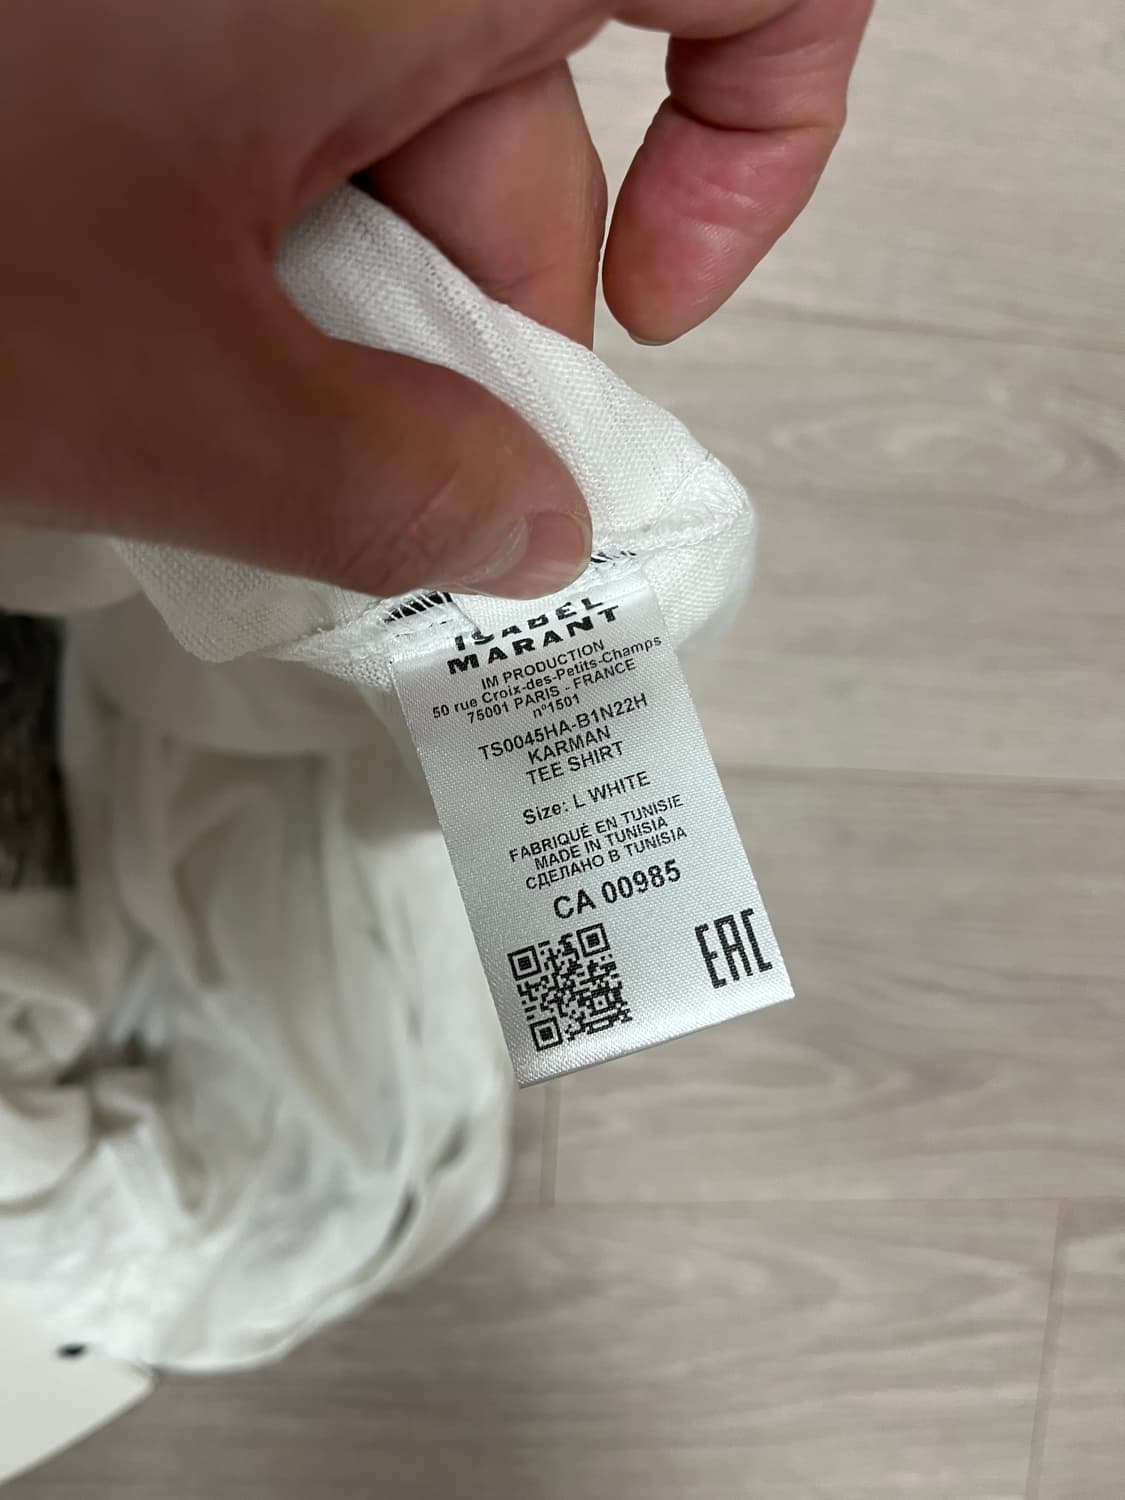 ISABEL
MARANT
IM PRODUCTION
50 rue Croix-des-Petits-Champs
75001 PARIS - FRANCE
n°1501
TS0045HA-B1N22H
KARMAN
TEE SHIRT
Size: L WHITE
FABRIQUÉ EN TUNISIE
MADE IN TUNISIA
СДЕЛАНО В TUNISIA
CA 00985
EAC